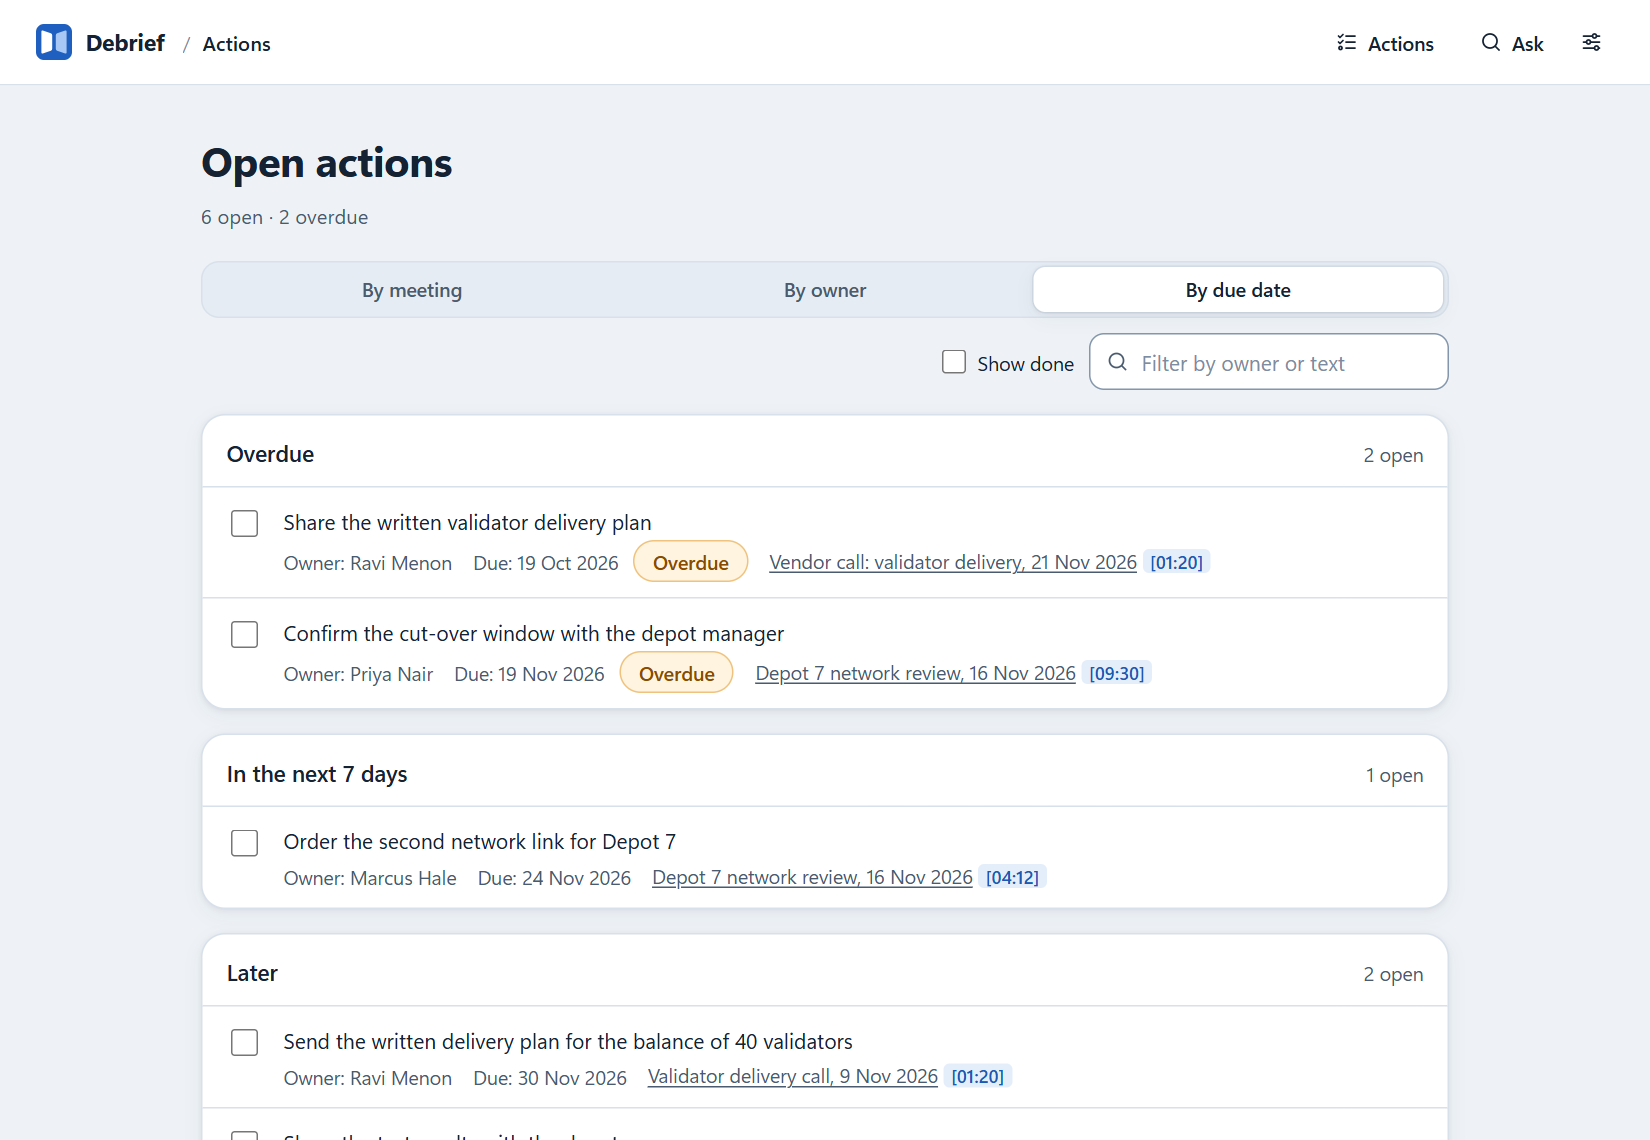 Debrief / Actions
Actions
Ask
Open actions
6 open · 2 overdue
By meeting
By owner
By due date
Show done
Filter by owner or text
Overdue
2 open
Share the written validator delivery plan
Owner: Ravi Menon Due: 19 Oct 2026 Overdue Vendor call: validator delivery, 21 Nov 2026 [01:20]
Confirm the cut-over window with the depot manager
Owner: Priya Nair Due: 19 Nov 2026 Overdue Depot 7 network review, 16 Nov 2026 [09:30]
In the next 7 days
1 open
Order the second network link for Depot 7
Owner: Marcus Hale Due: 24 Nov 2026 Depot 7 network review, 16 Nov 2026 [04:12]
Later
2 open
Send the written delivery plan for the balance of 40 validators
Owner: Ravi Menon Due: 30 Nov 2026 Validator delivery call, 9 Nov 2026 [01:20]